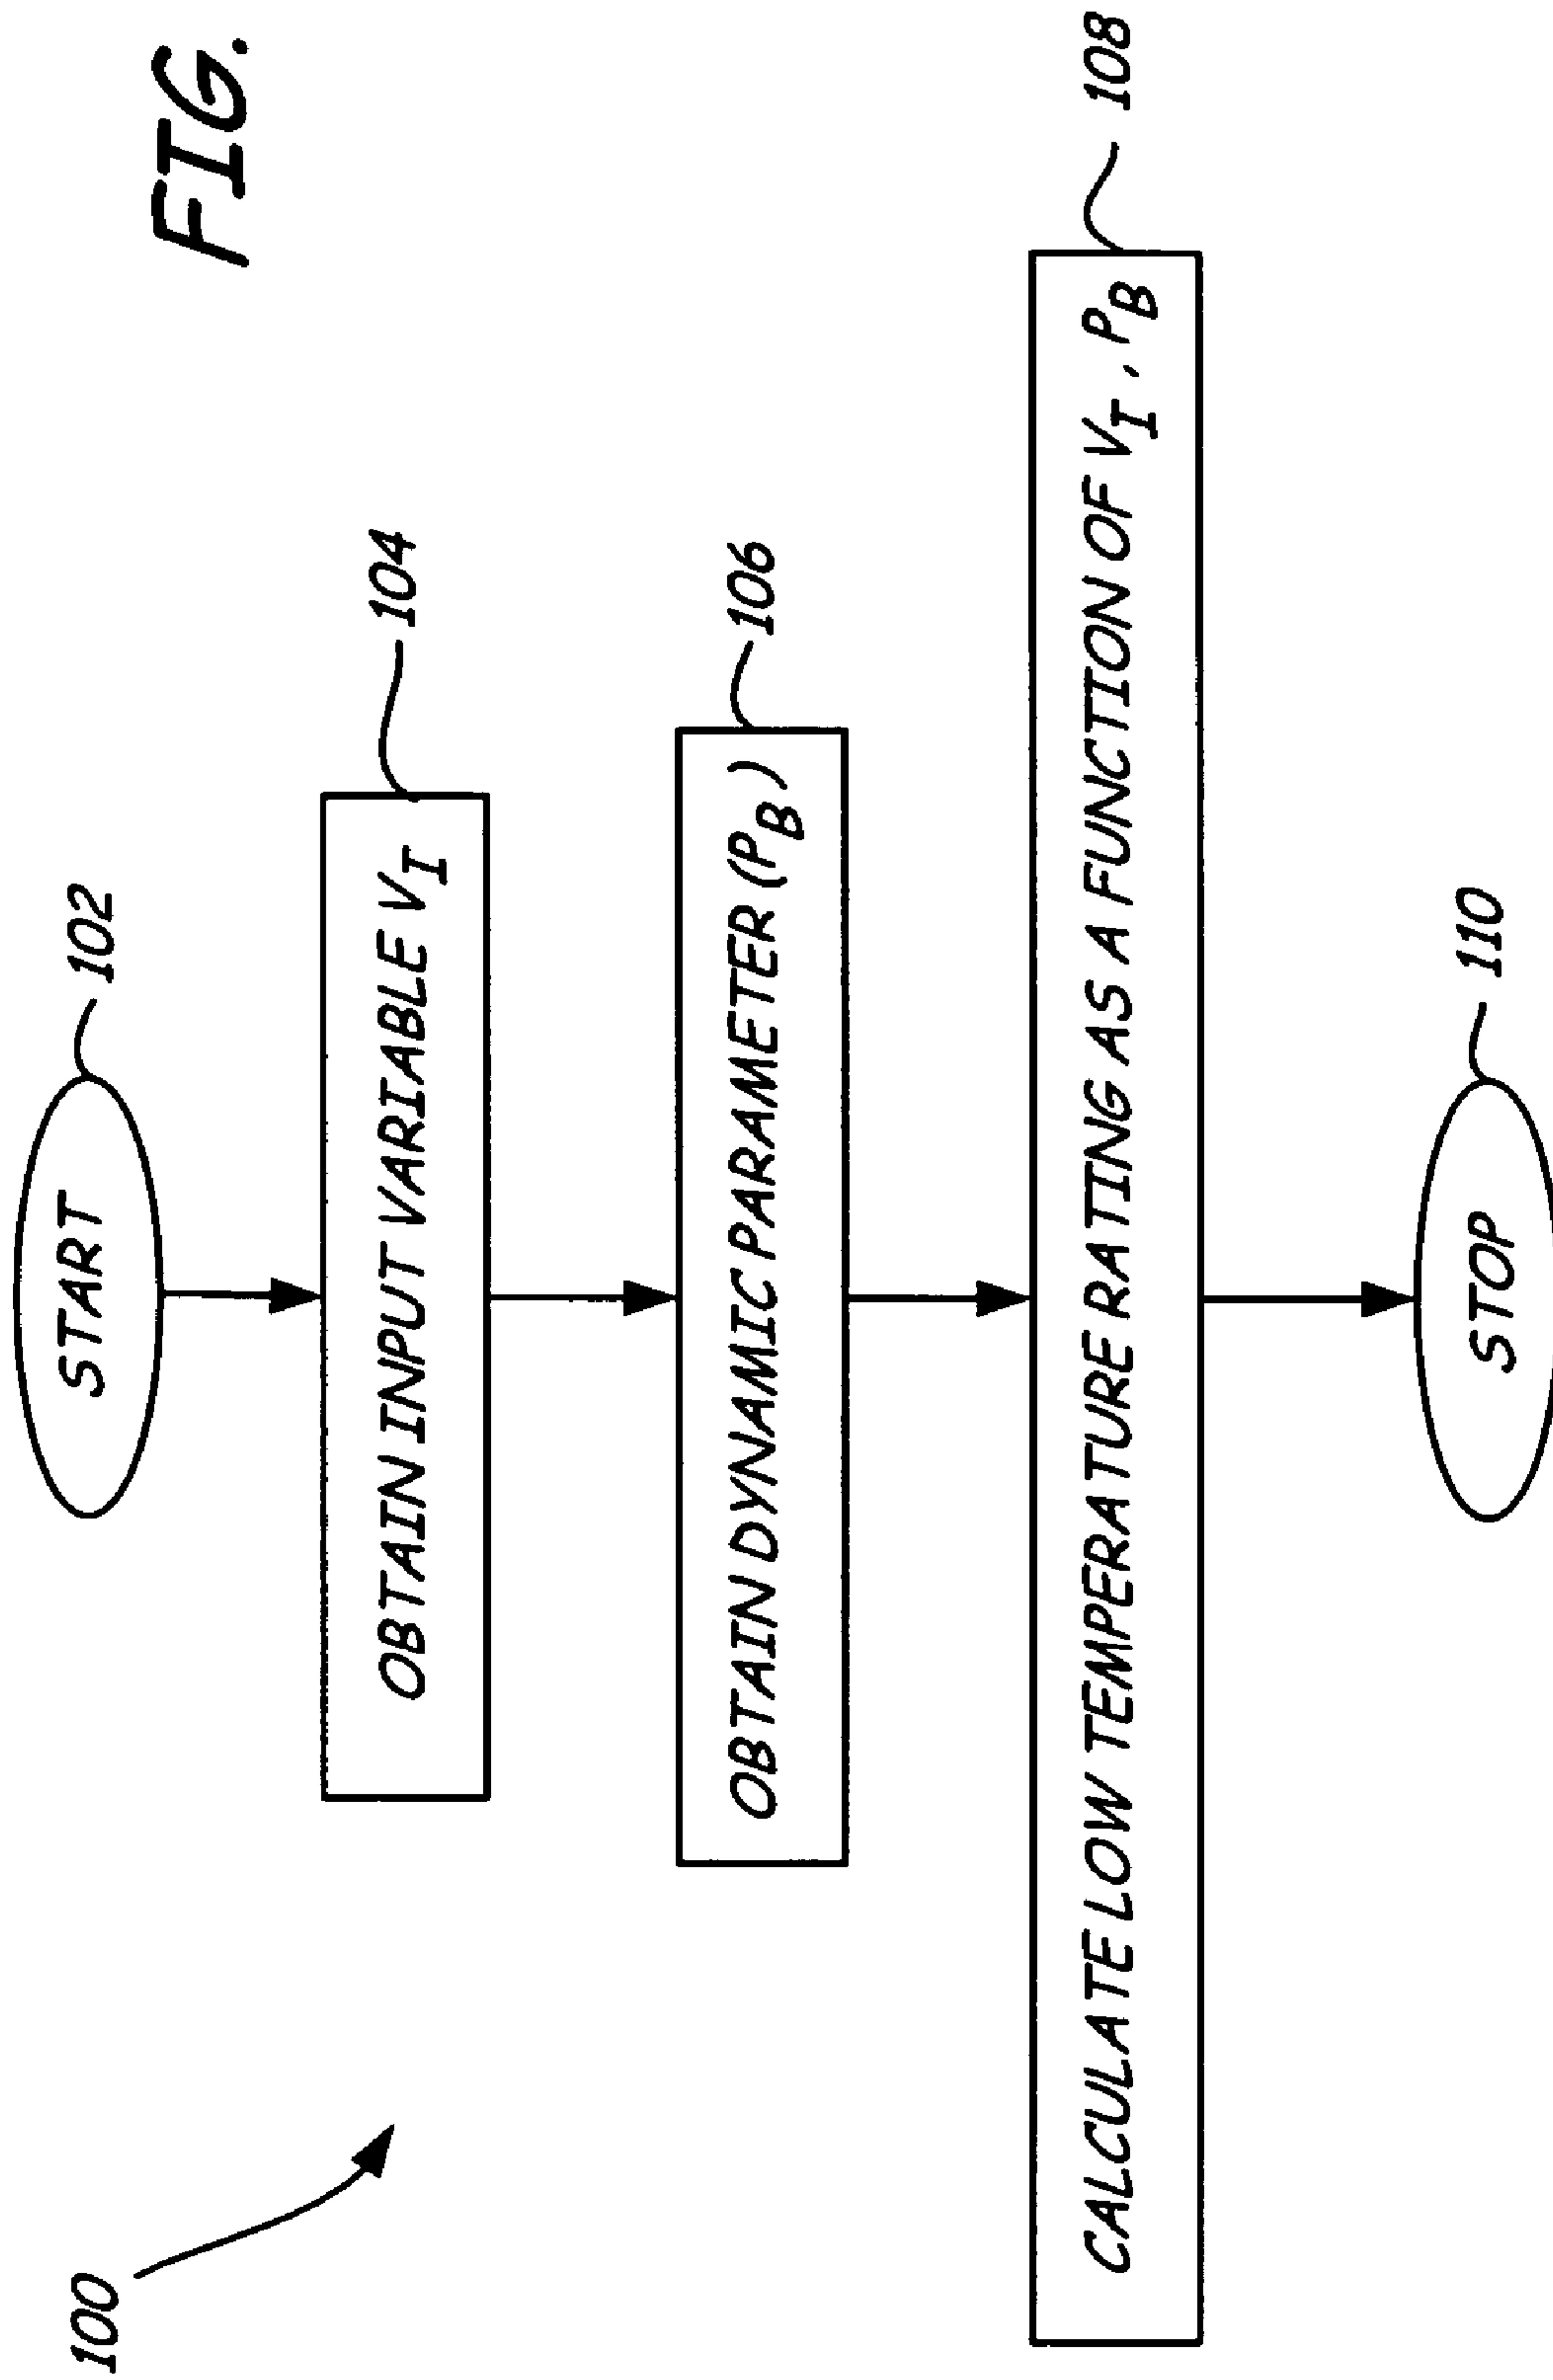 FIG.
100
START
102
OBTAIN INPUT VARIABLE V_I
104
OBTAIN DYNAMIC PARAMETER (P_B)
106
CALCULATE LOW TEMPERATURE RATING AS A FUNCTION OF V_I, P_B
108
STOP
110